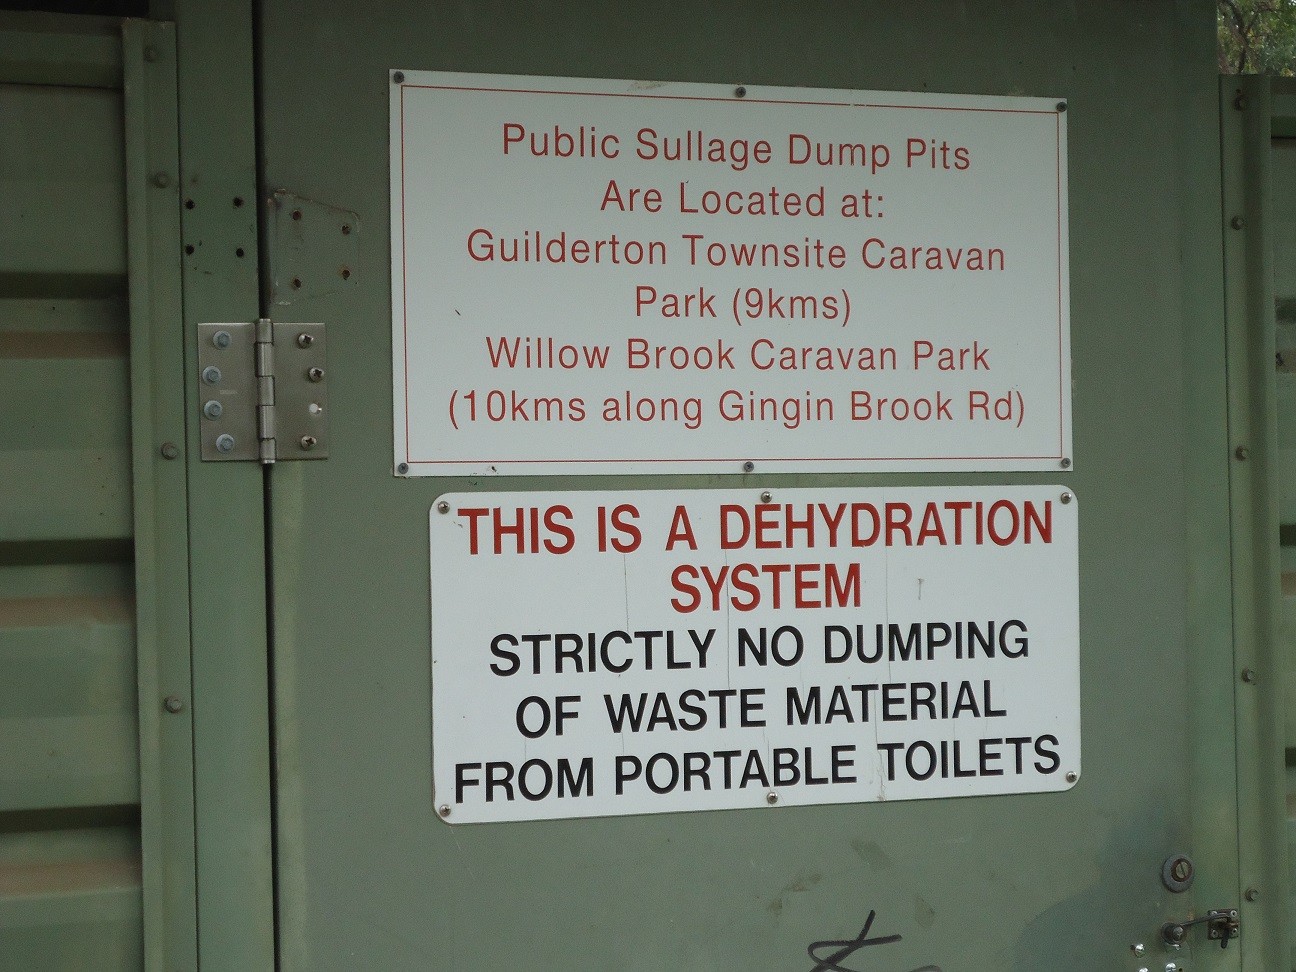 Public Sullage Dump Pits
Are Located at:
Guilderton Townsite Caravan
Park (9kms)
Willow Brook Caravan Park
(10kms along Gingin Brook Rd)
THIS IS A DEHYDRATION
SYSTEM
STRICTLY NO DUMPING
OF WASTE MATERIAL
FROM PORTABLE TOILETS